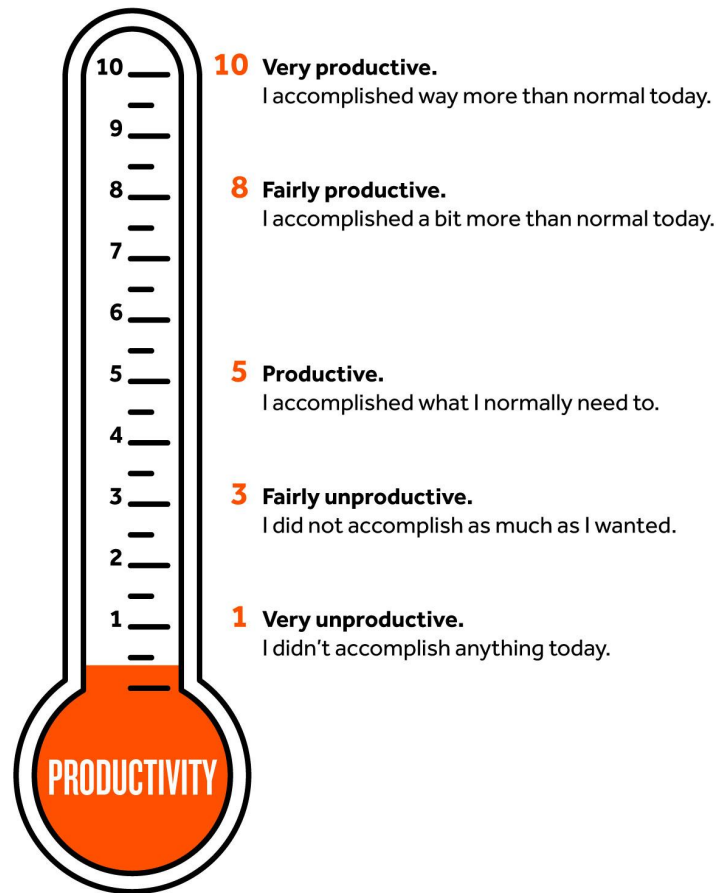 10
9
8
7
6
5
4
3
2
1
PRODUCTIVITY
10 Very productive.
I accomplished way more than normal today.
8 Fairly productive.
I accomplished a bit more than normal today.
5 Productive.
I accomplished what I normally need to.
3 Fairly unproductive.
I did not accomplish as much as I wanted.
1 Very unproductive.
I didn't accomplish anything today.